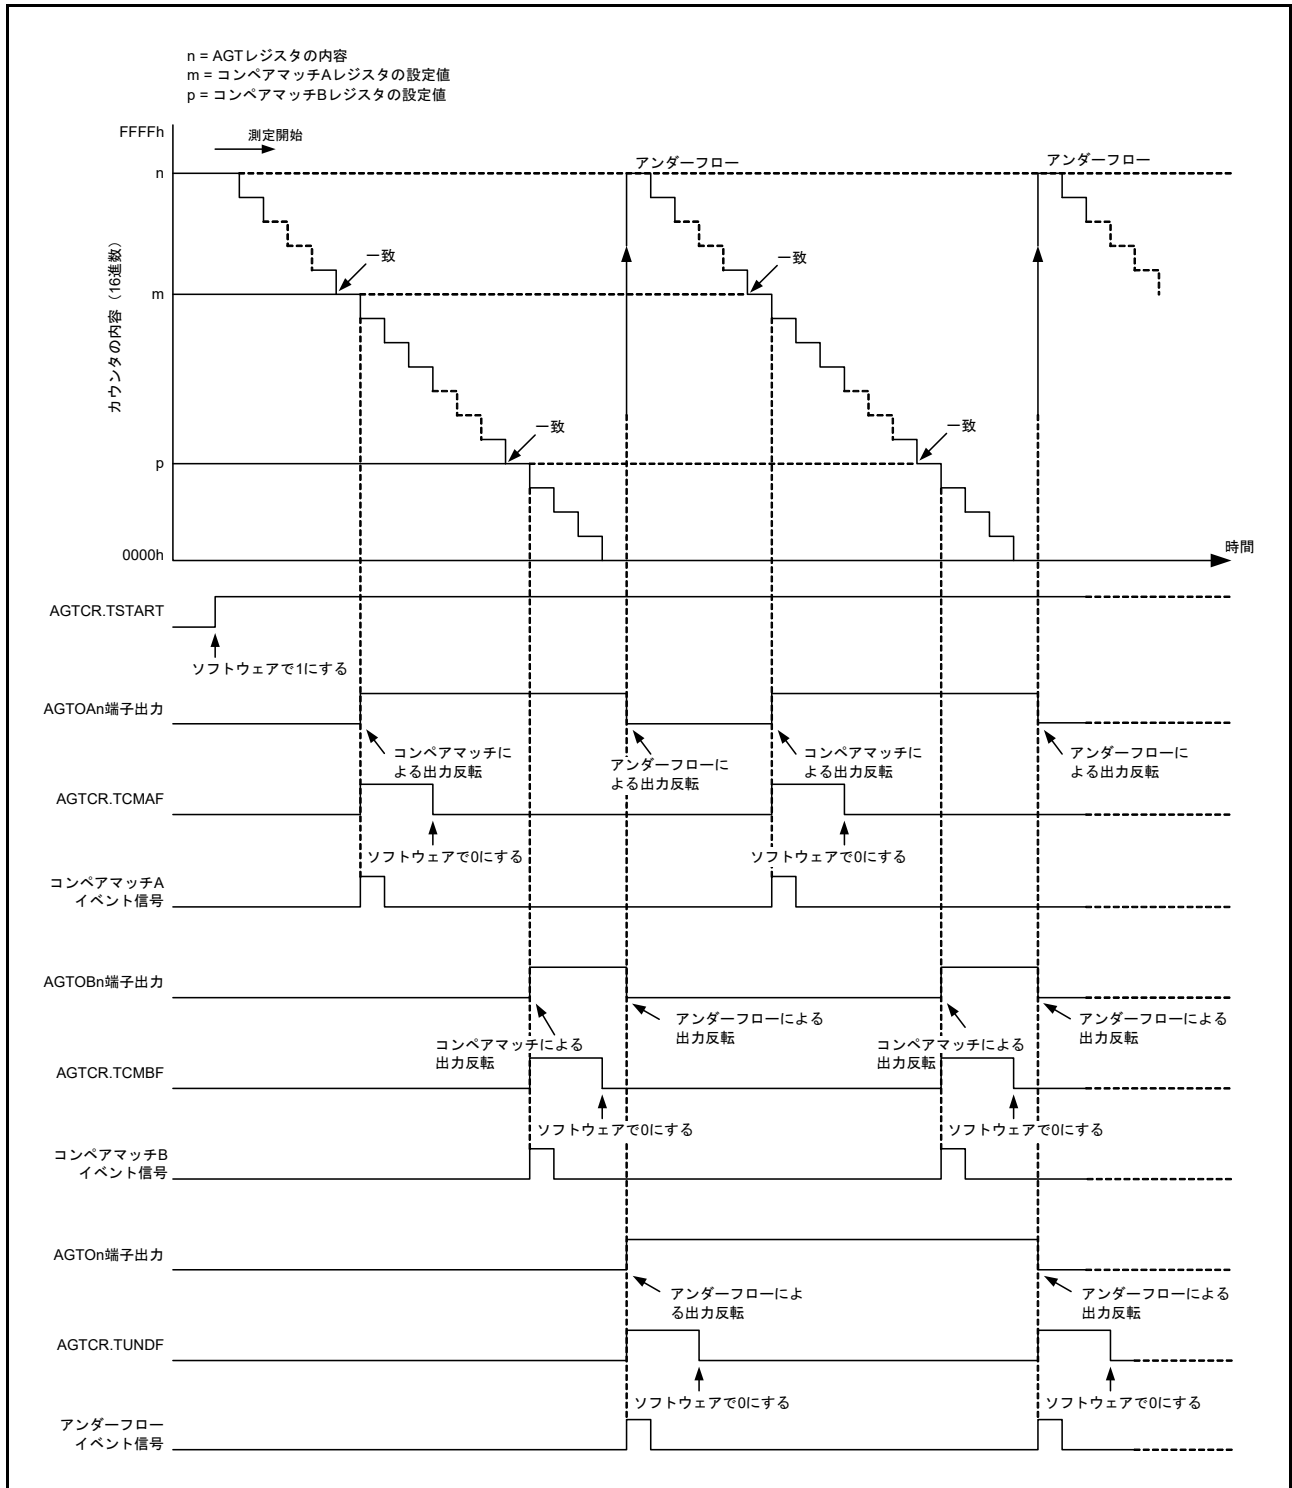 n = AGTレジスタの内容
m = コンペアマッチAレジスタの設定値
p = コンペアマッチBレジスタの設定値
FFFFh
測定開始
アンダーフロー
アンダーフロー
n
一致
一致
m
カウンタの内容（16進数）
一致
一致
p
0000h
時間
AGTCR.TSTART
ソフトウェアで1にする
AGTOAn端子出力
コンペアマッチに
よる出力反転
アンダーフローに
よる出力反転
コンペアマッチに
よる出力反転
アンダーフローに
よる出力反転
AGTCR.TCMAF
ソフトウェアで0にする
ソフトウェアで0にする
コンペアマッチA
イベント信号
AGTOBn端子出力
アンダーフローによる
出力反転
アンダーフローによる
出力反転
コンペアマッチによる
出力反転
コンペアマッチによる
出力反転
AGTCR.TCMBF
ソフトウェアで0にする
ソフトウェアで0にする
コンペアマッチB
イベント信号
AGTOn端子出力
アンダーフローによ
る出力反転
アンダーフローによる
出力反転
AGTCR.TUNDF
ソフトウェアで0にする
ソフトウェアで0にする
アンダーフロー
イベント信号